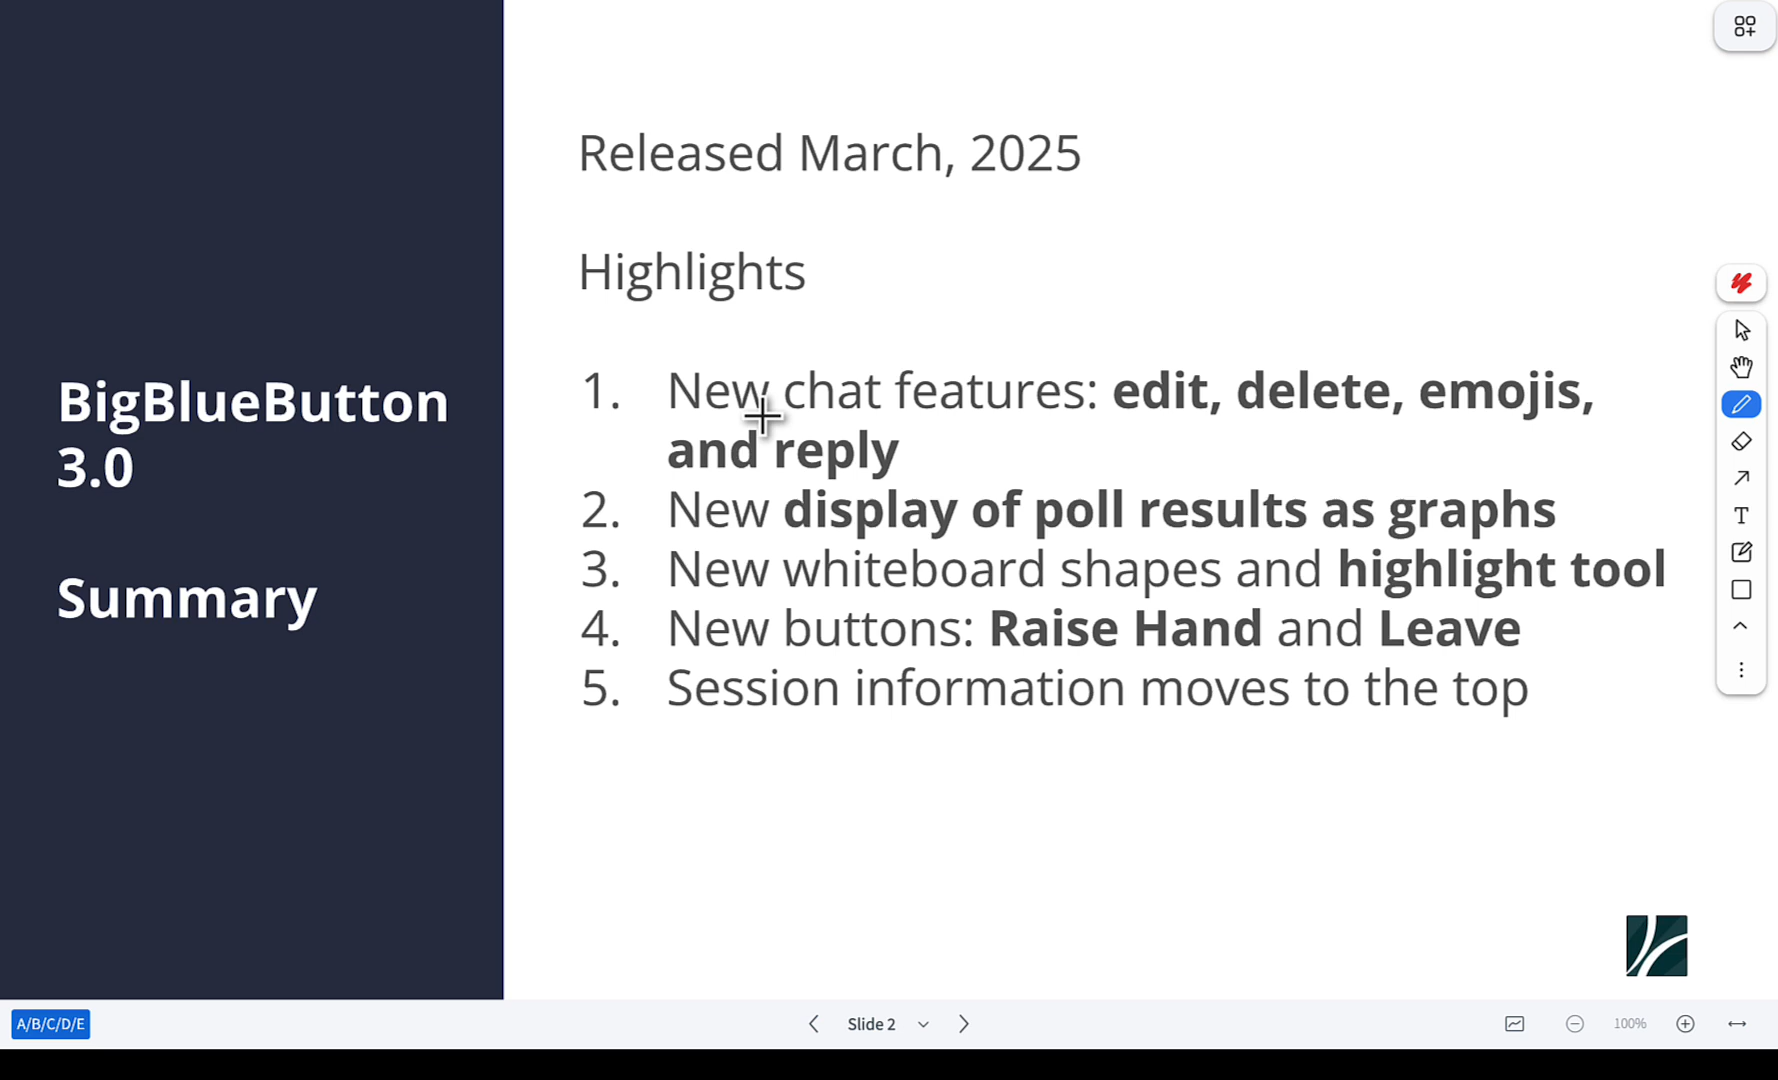 BigBlueButton
3.0
Summary
Released March, 2025
Highlights
1. New chat features: edit, delete, emojis,
and reply
2. New display of poll results as graphs
3. New whiteboard shapes and highlight tool
4. New buttons: Raise Hand and Leave
5. Session information moves to the top
T
A/B/C/D/E
Slide 2
100%